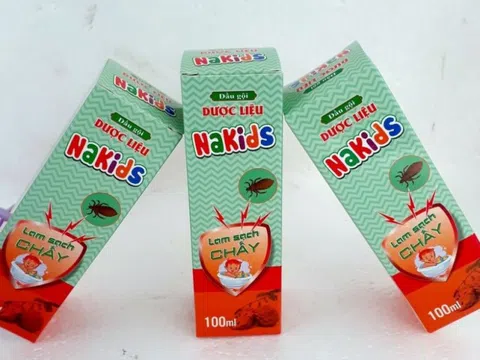 Dầu gội
DƯỢC LIỆU
NaKids
Làm sạch
CHẤY
Dầu gội
DƯỢC LIỆU
NaKids
Làm sạch
CHẤY
100ml
Dầu gội
DƯỢC LIỆU
NaKids
Làm sạch
CHẤY
100ml